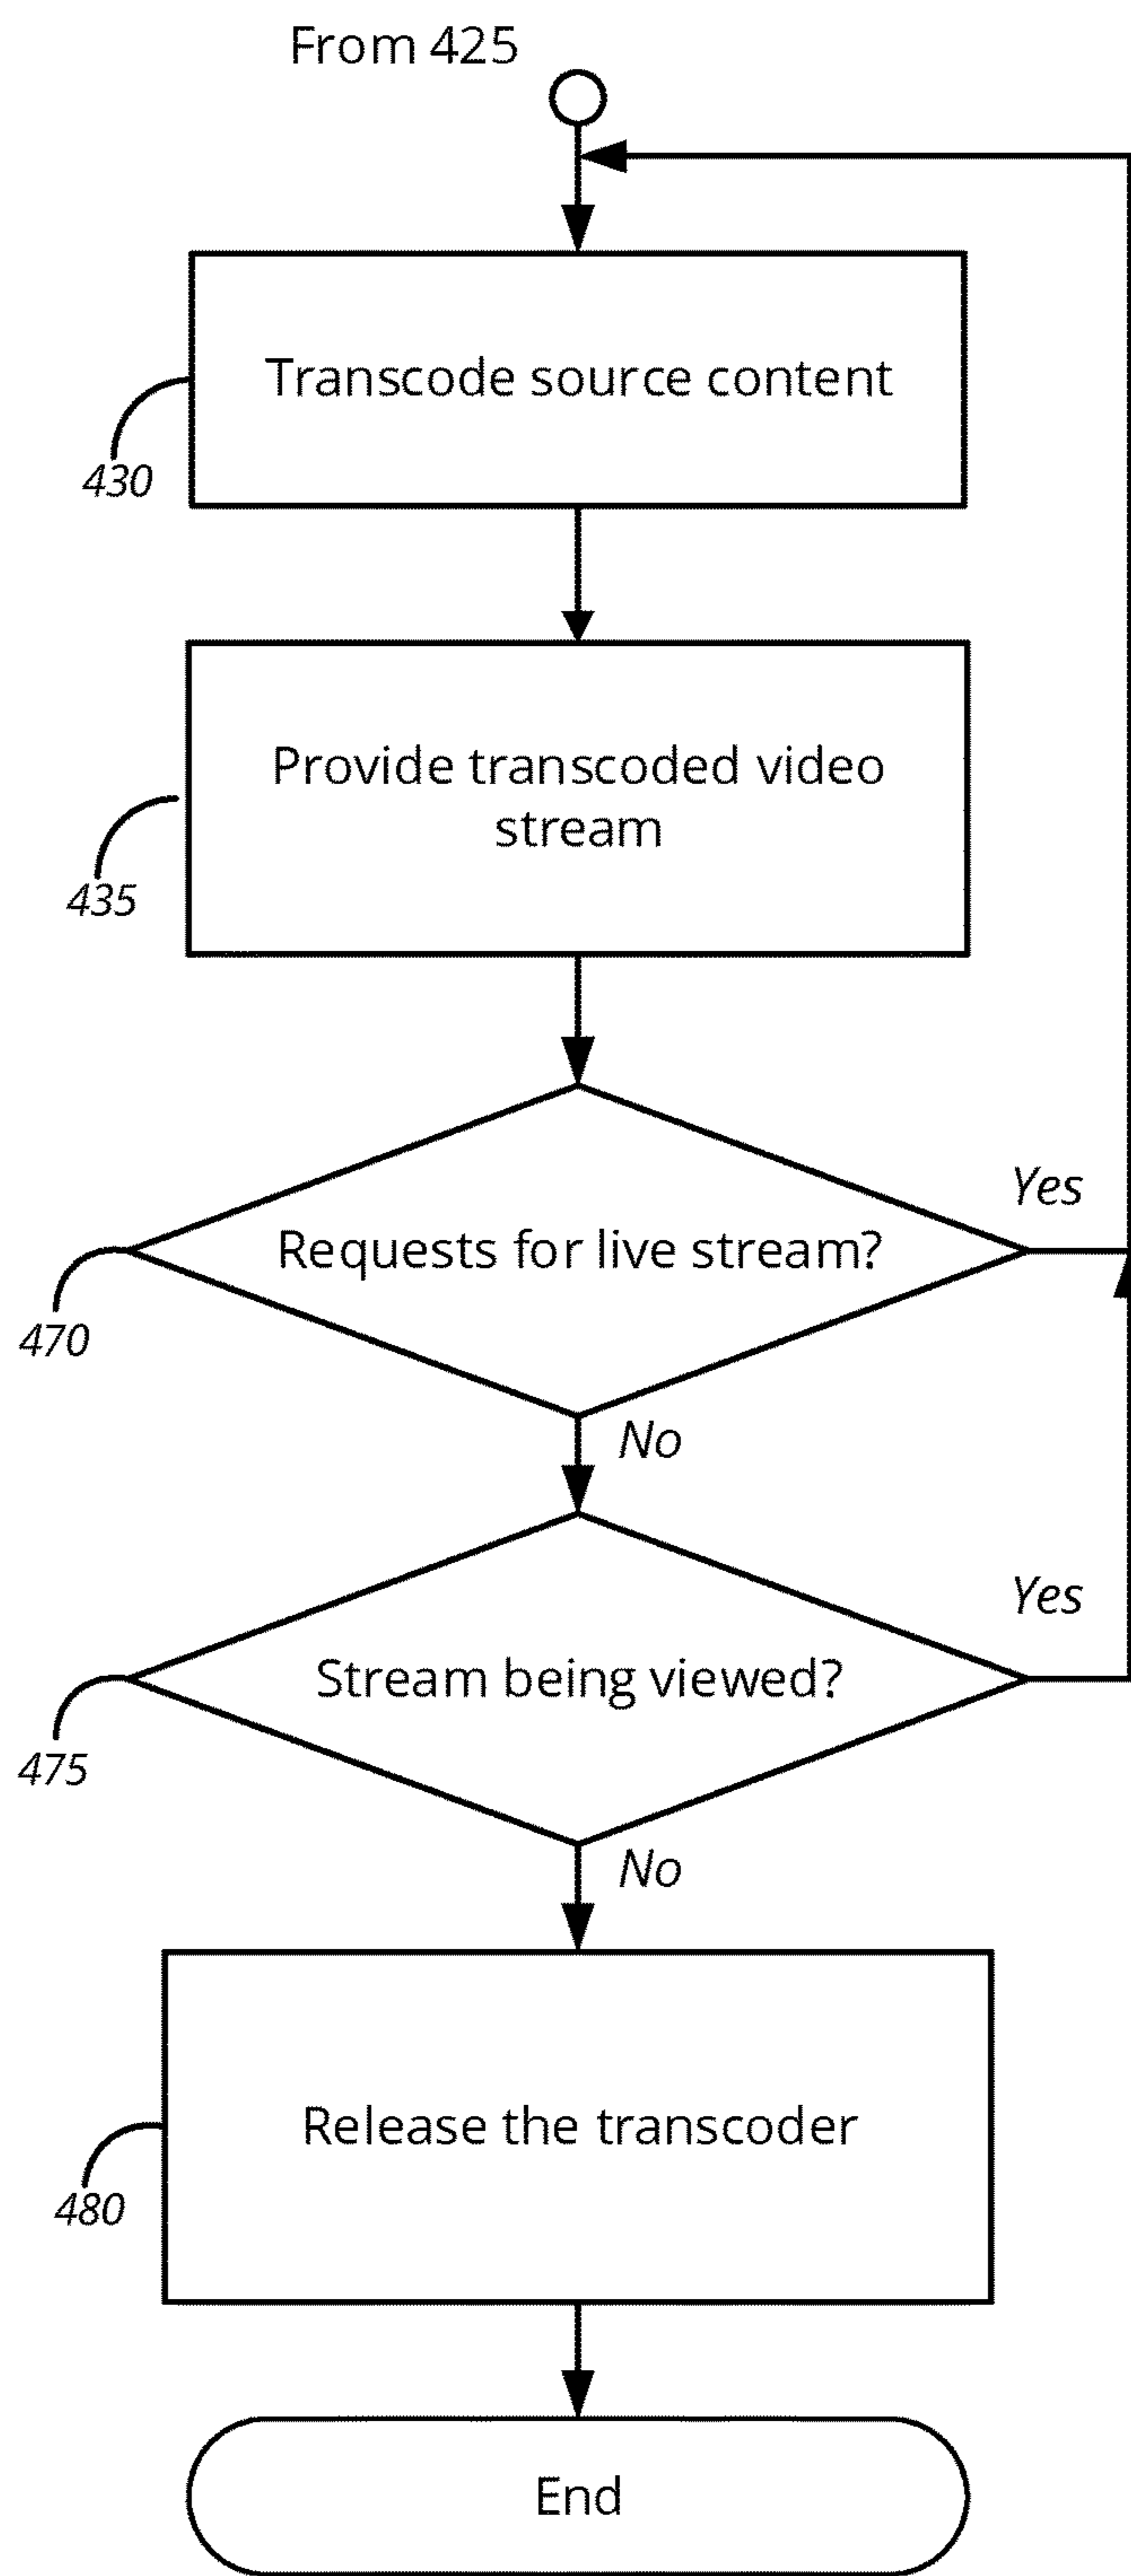 From 425
Transcode source content
430
Provide transcoded video
stream
435
Yes
Requests for live stream?
470
No
Yes
Stream being viewed?
475
No
Release the transcoder
480
End